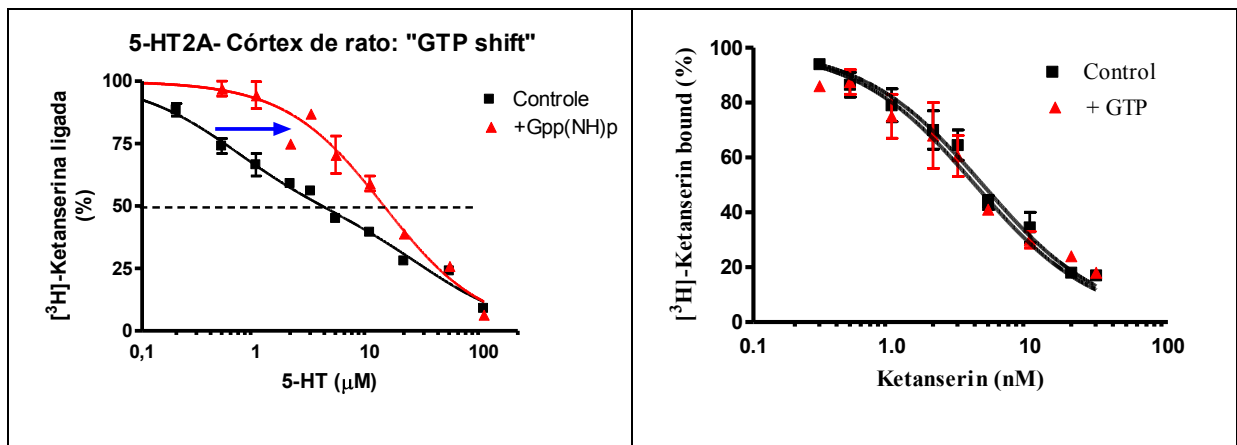 5-HT2A- Córtex de rato: "GTP shift"
[³H]-Ketanserina ligada
(%)
100
75
50
25
0
0,1 1 10 100
5-HT (μM)
Controle
+Gpp(NH)p
[³H]-Ketanserin bound (%)
100
80
60
40
20
0
0.1 1.0 10 100
Ketanserin (nM)
Control
+ GTP